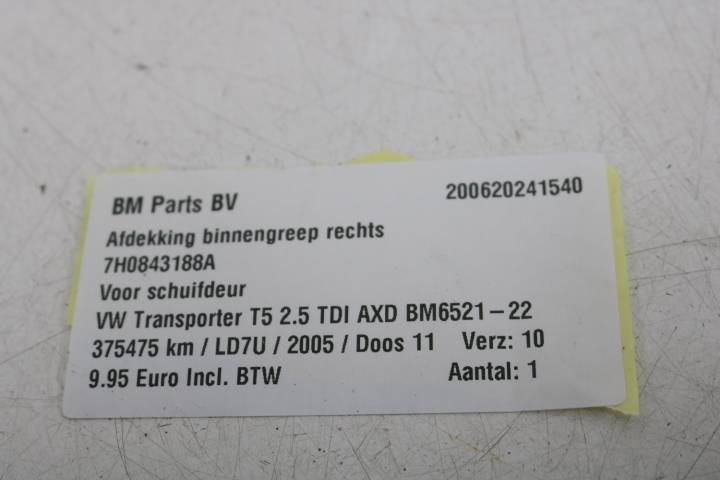 BM Parts BV 200620241540
Afdekking binnengreep rechts
7H0843188A
Voor schuifdeur
VW Transporter T5 2.5 TDI AXD BM6521-22
375475 km / LD7U / 2005 / Doos 11 Verz: 10
9.95 Euro Incl. BTW Aantal: 1